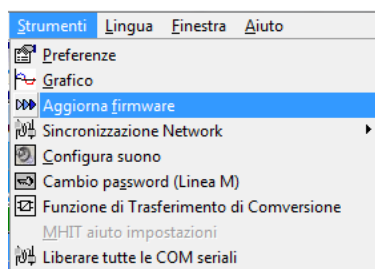 Strumenti Lingua Finestra Aiuto
Preferenze
Grafico
Aggiorna firmware
Sincronizzazione Network
Configura suono
Cambio password (Linea M)
Funzione di Trasferimento di Comversione
MHIT aiuto impostazioni
Liberare tutte le COM seriali